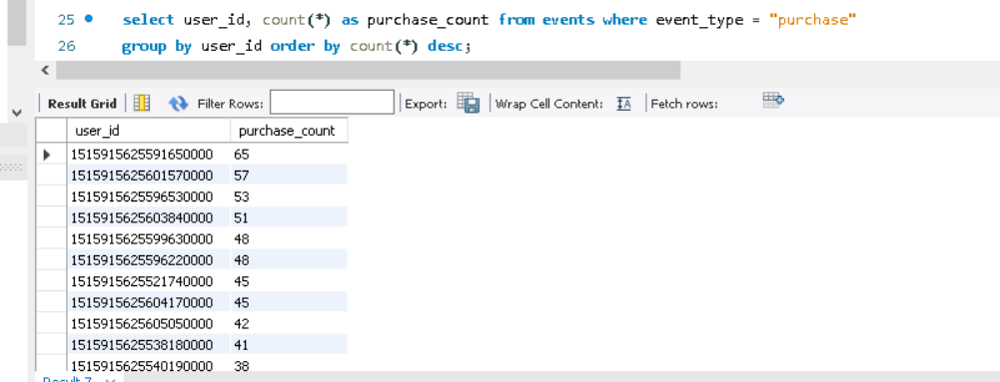 25 select user_id, count(*) as purchase_count from events where event_type = "purchase"
26 group by user_id order by count(*) desc;
Result Grid Filter Rows: Export: Wrap Cell Content: IA Fetch rows:
user_id purchase_count
1515915625591650000 65
1515915625601570000 57
1515915625596530000 53
1515915625603840000 51
1515915625599630000 48
1515915625596220000 48
1515915625521740000 45
1515915625604170000 45
1515915625605050000 42
1515915625538180000 41
1515915625540190000 38
Result 7